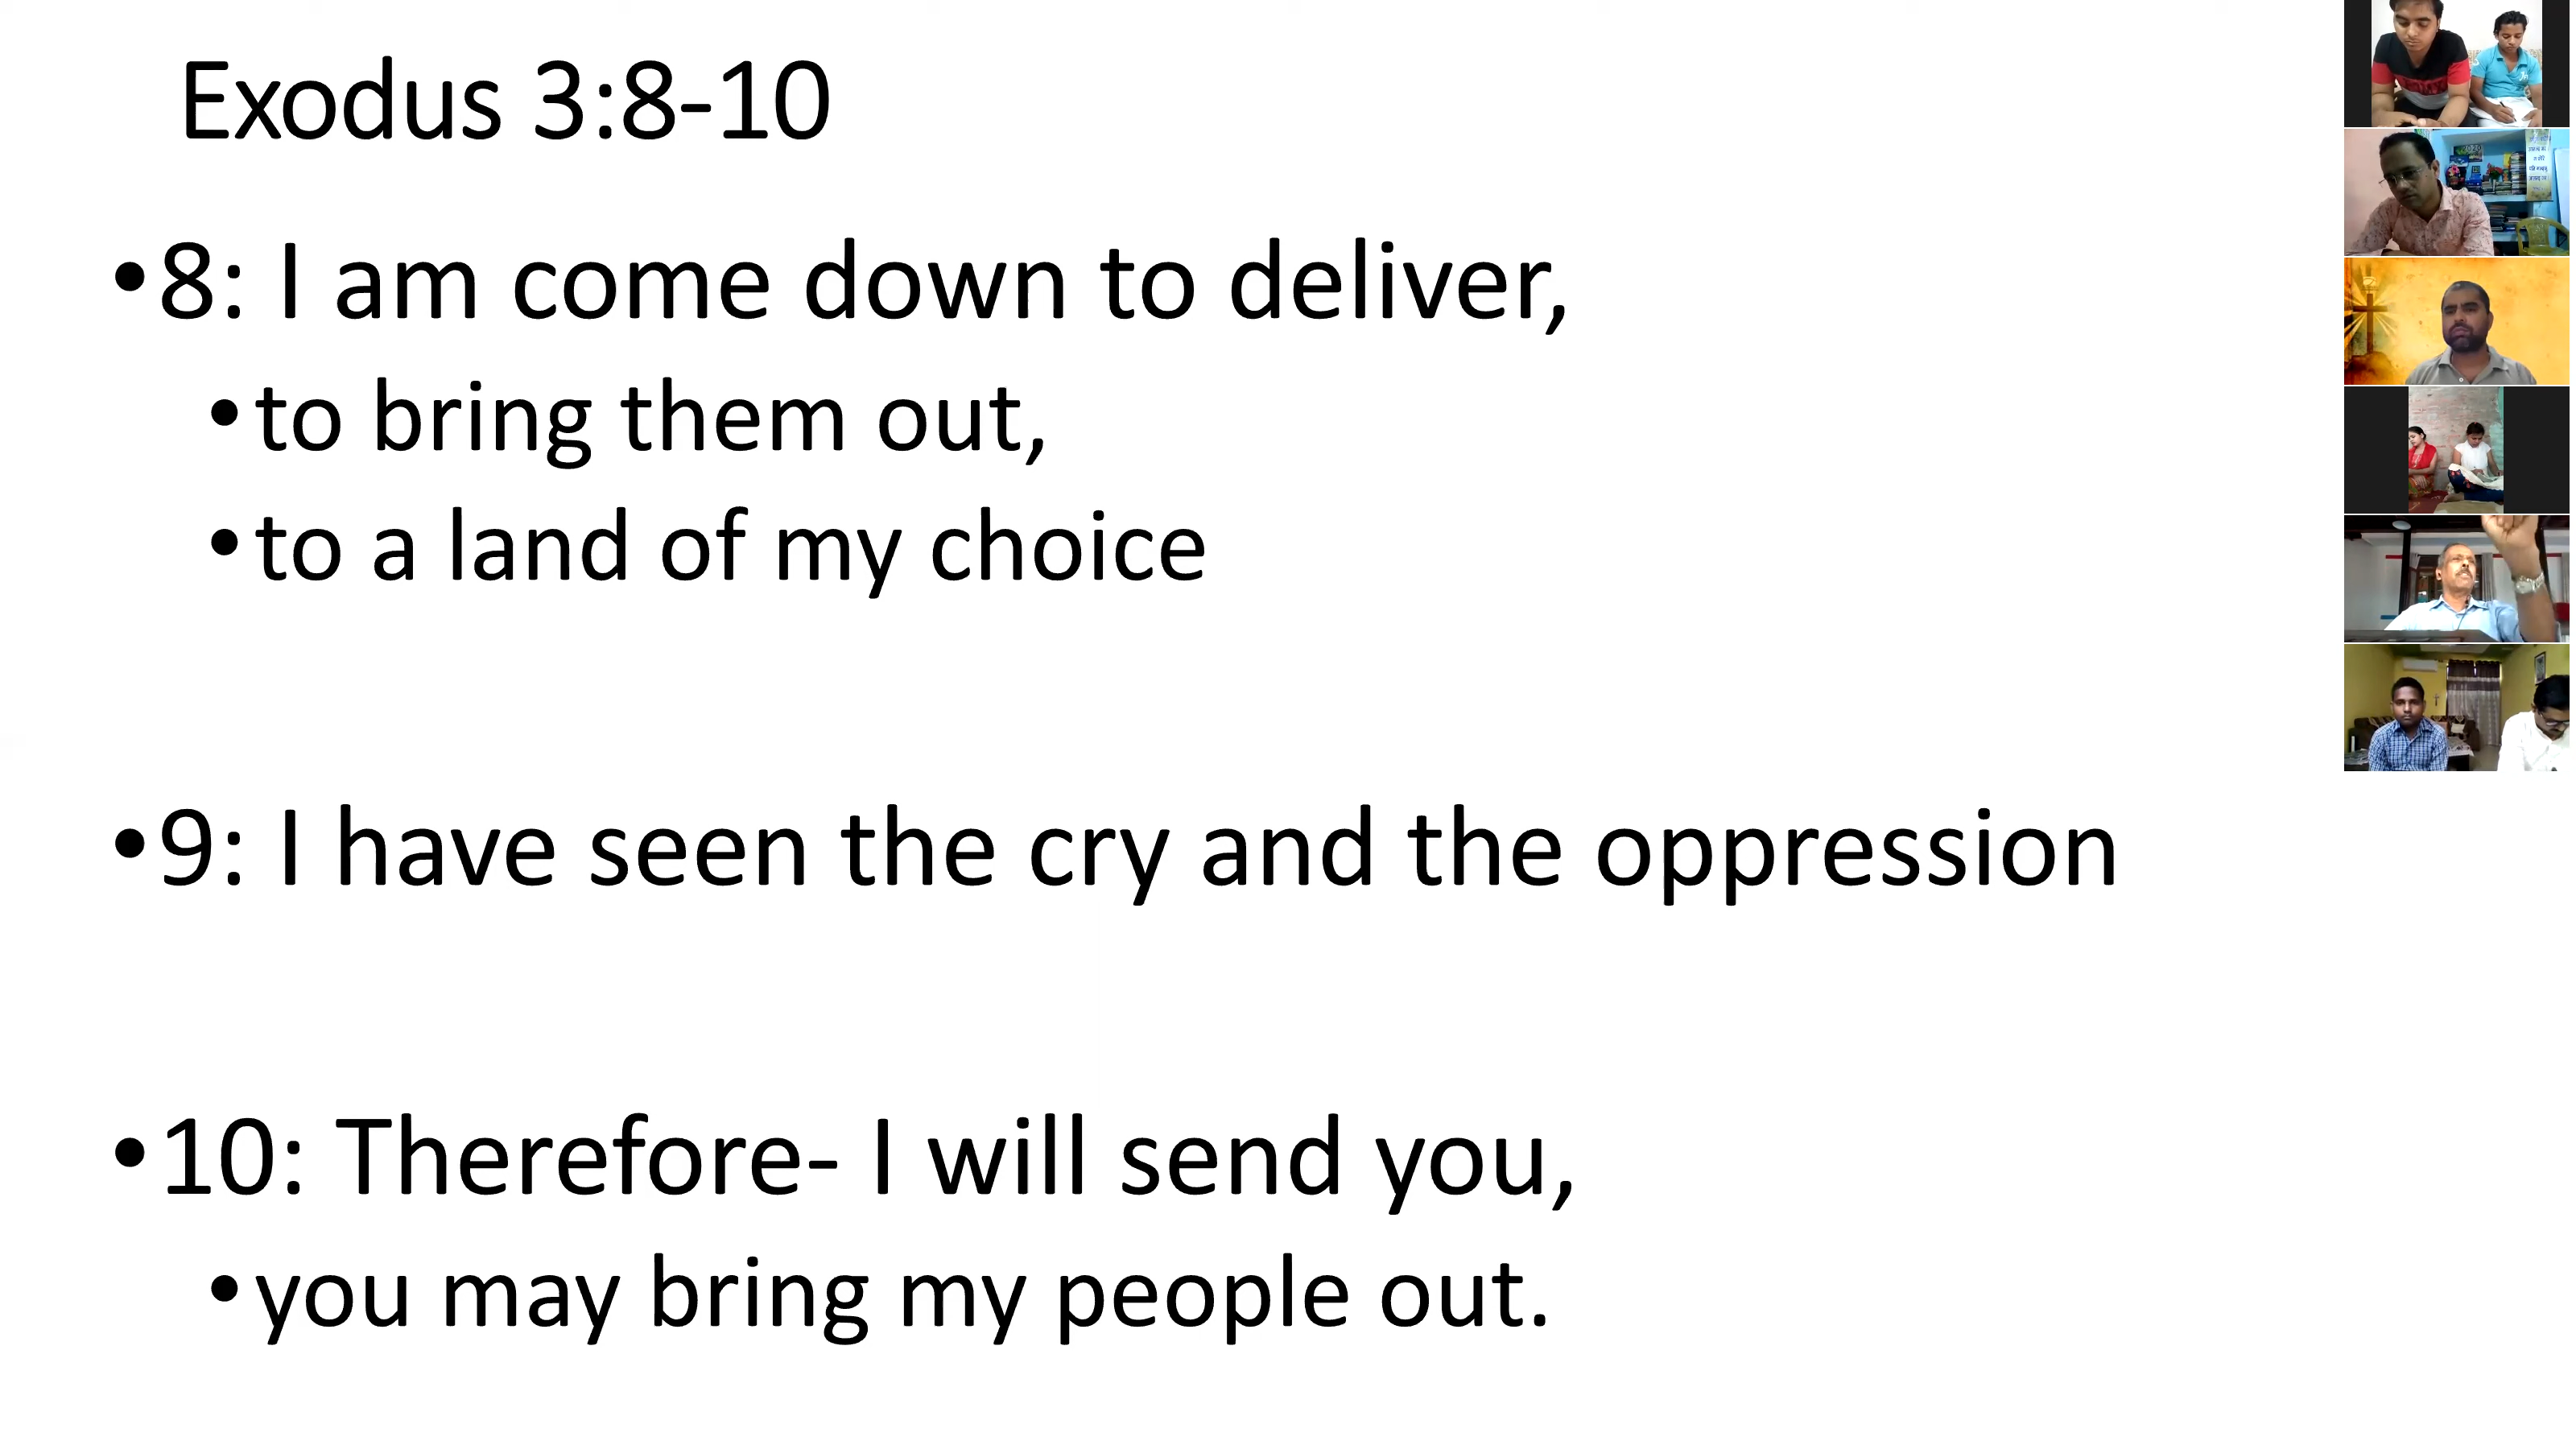 Exodus 3:8-10
•8: I am come down to deliver,
•to bring them out,
•to a land of my choice
•9: I have seen the cry and the oppression
•10: Therefore- I will send you,
•you may bring my people out.